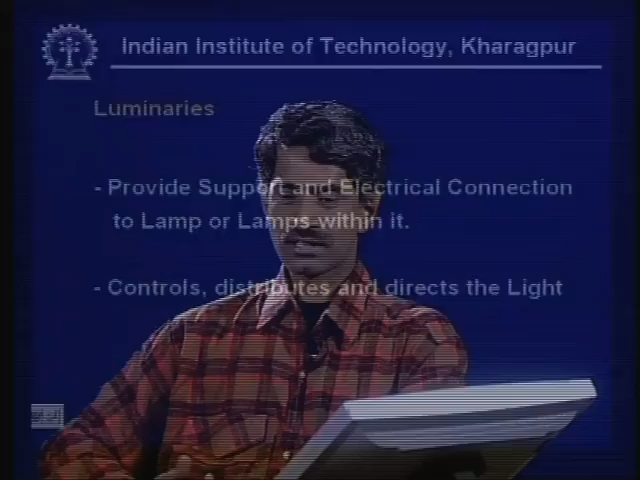 Indian Institute of Technology, Kharagpur
Luminaries
- Provide Support and Electrical Connection
to Lamp or Lamps within it.
- Controls, distributes and directs the Light